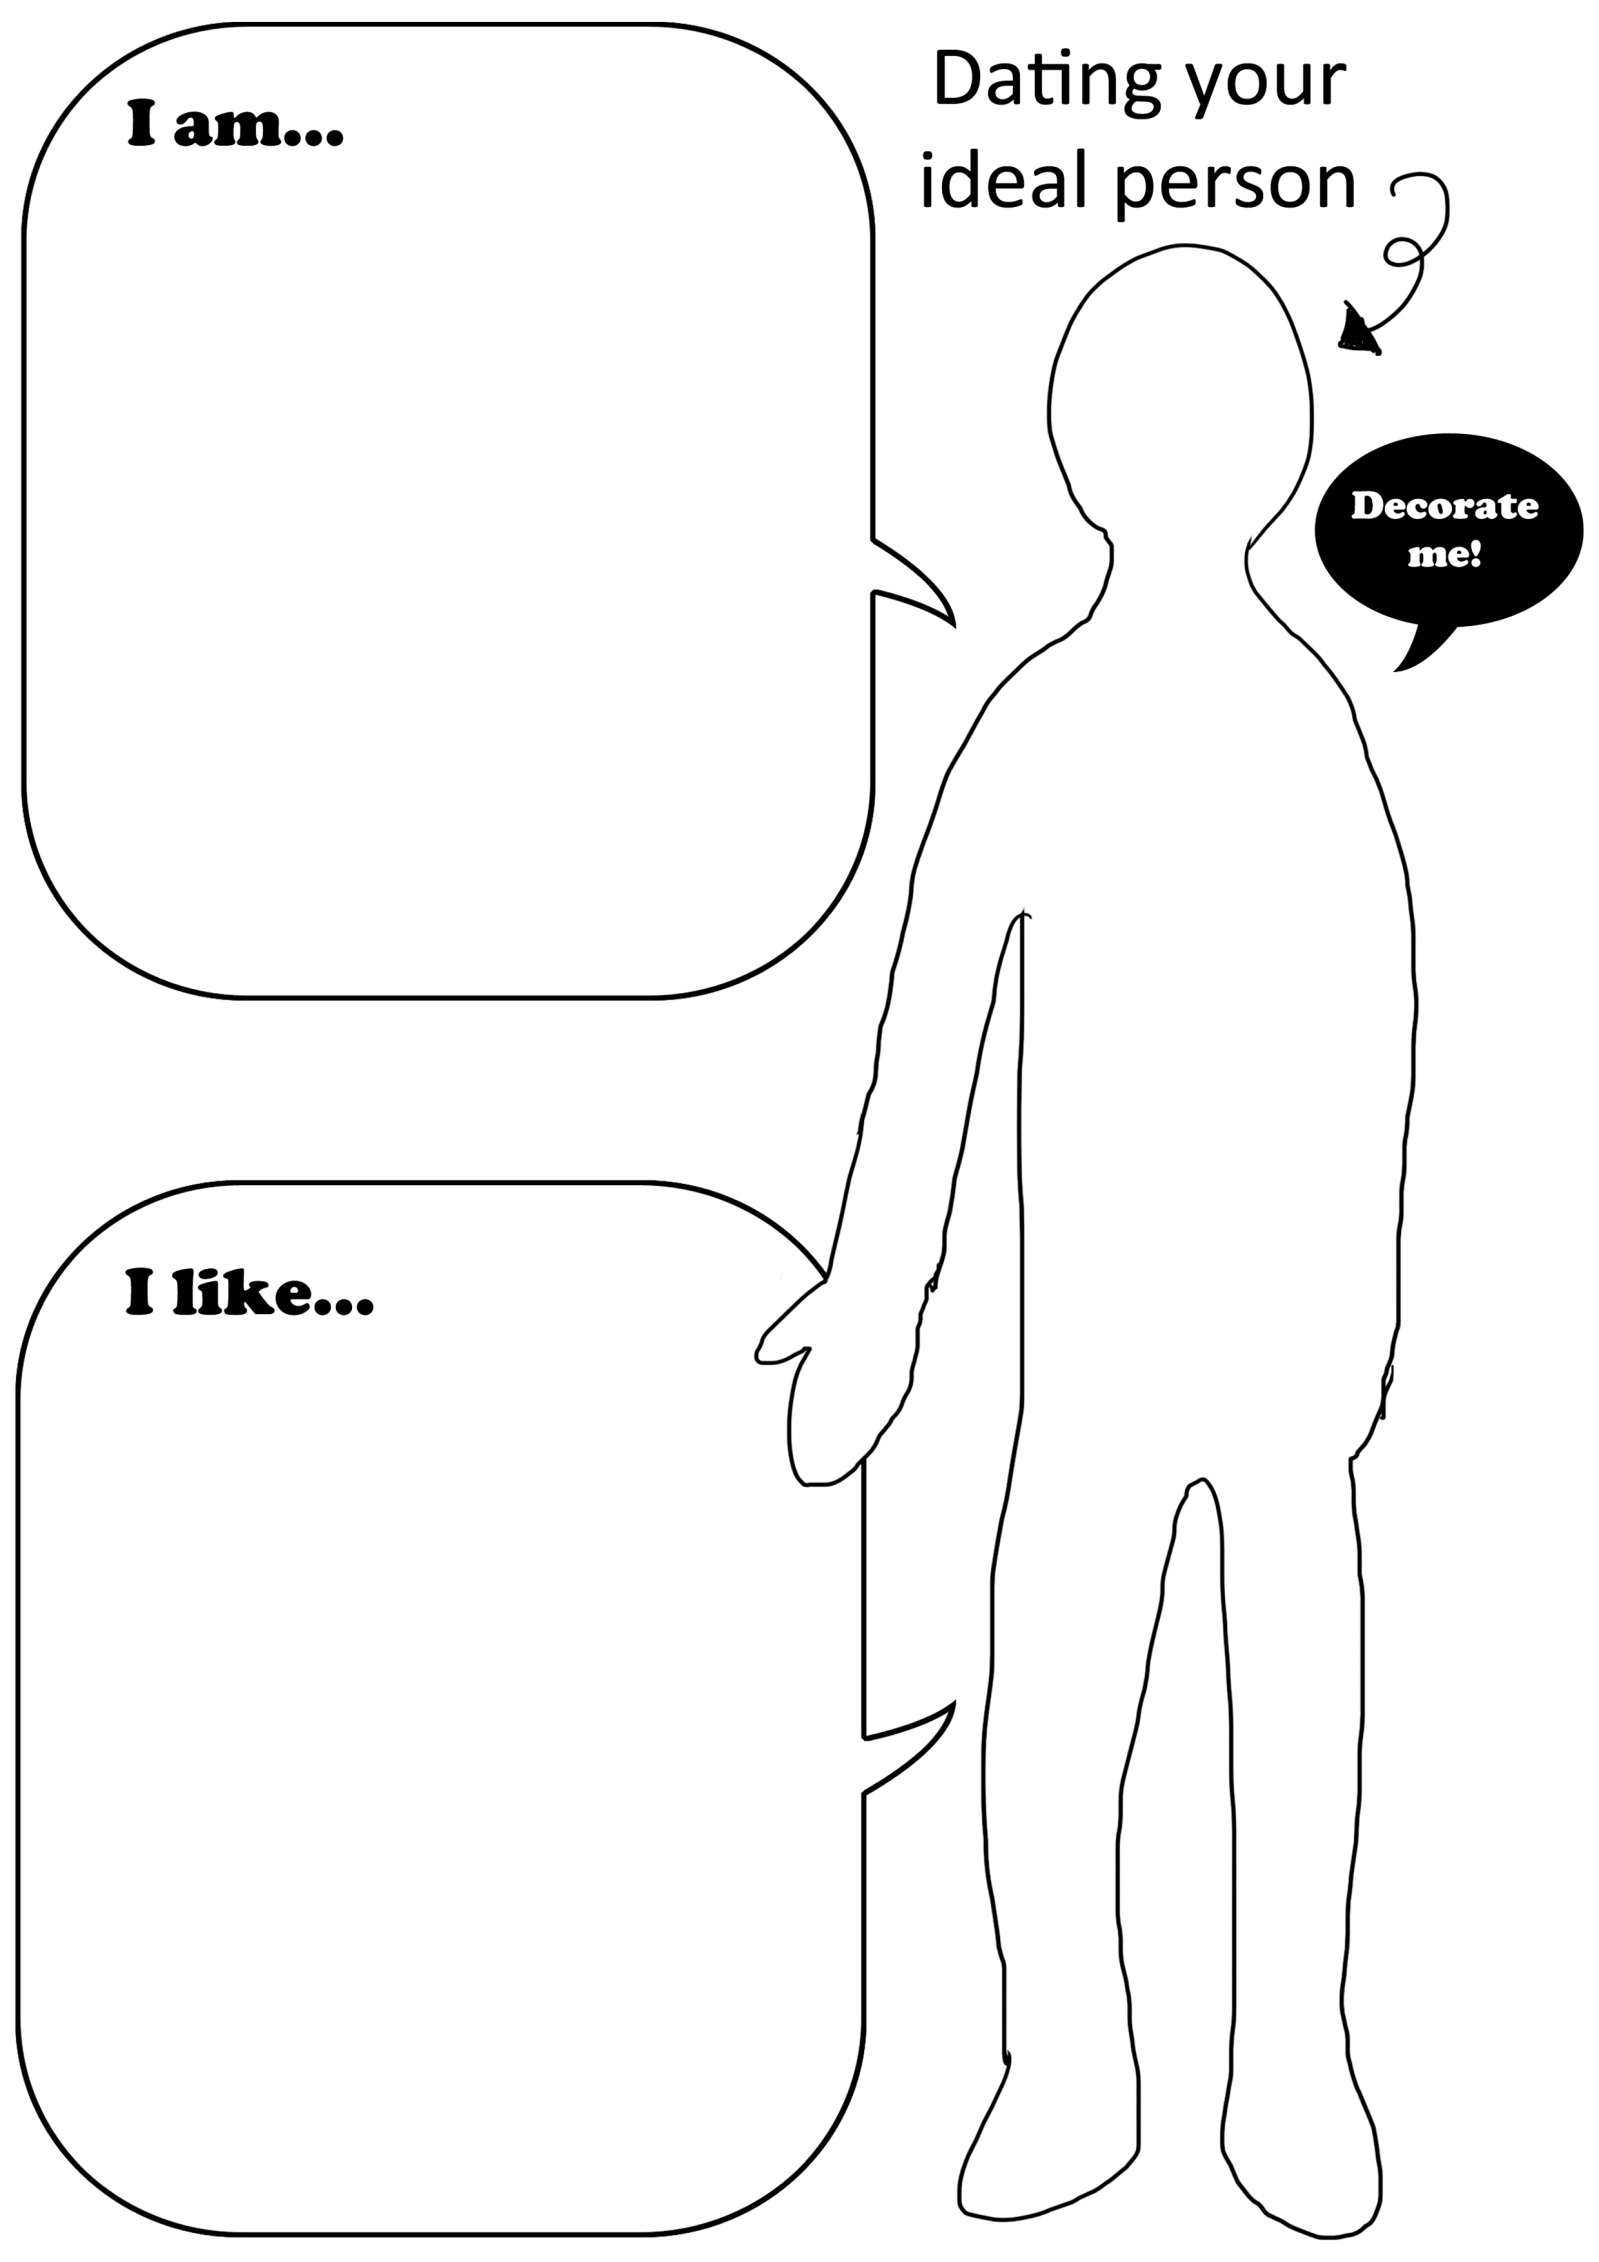 I am...
Dating your
ideal person
Decorate
me!
I like...